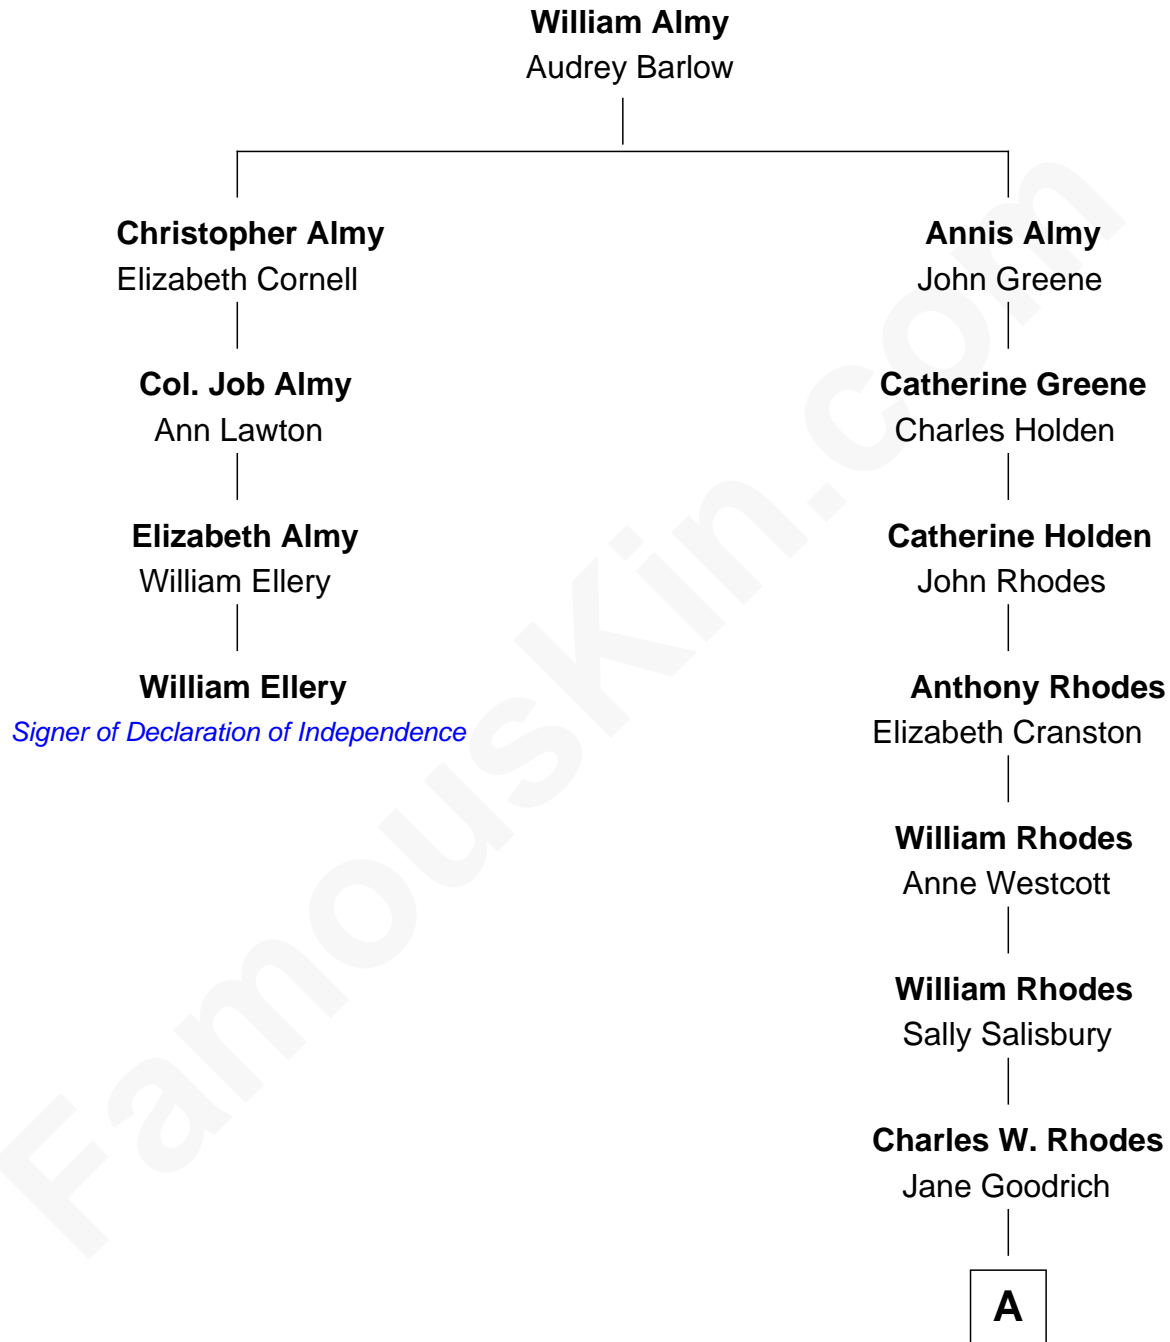 William Almy
Audrey Barlow
Christopher Almy
Elizabeth Cornell
Annis Almy
John Greene
Col. Job Almy
Ann Lawton
Catherine Greene
Charles Holden
Elizabeth Almy
William Ellery
Catherine Holden
John Rhodes
William Ellery
Signer of Declaration of Independence
Anthony Rhodes
Elizabeth Cranston
William Rhodes
Anne Westcott
William Rhodes
Sally Salisbury
Charles W. Rhodes
Jane Goodrich
A
FamousKin.com